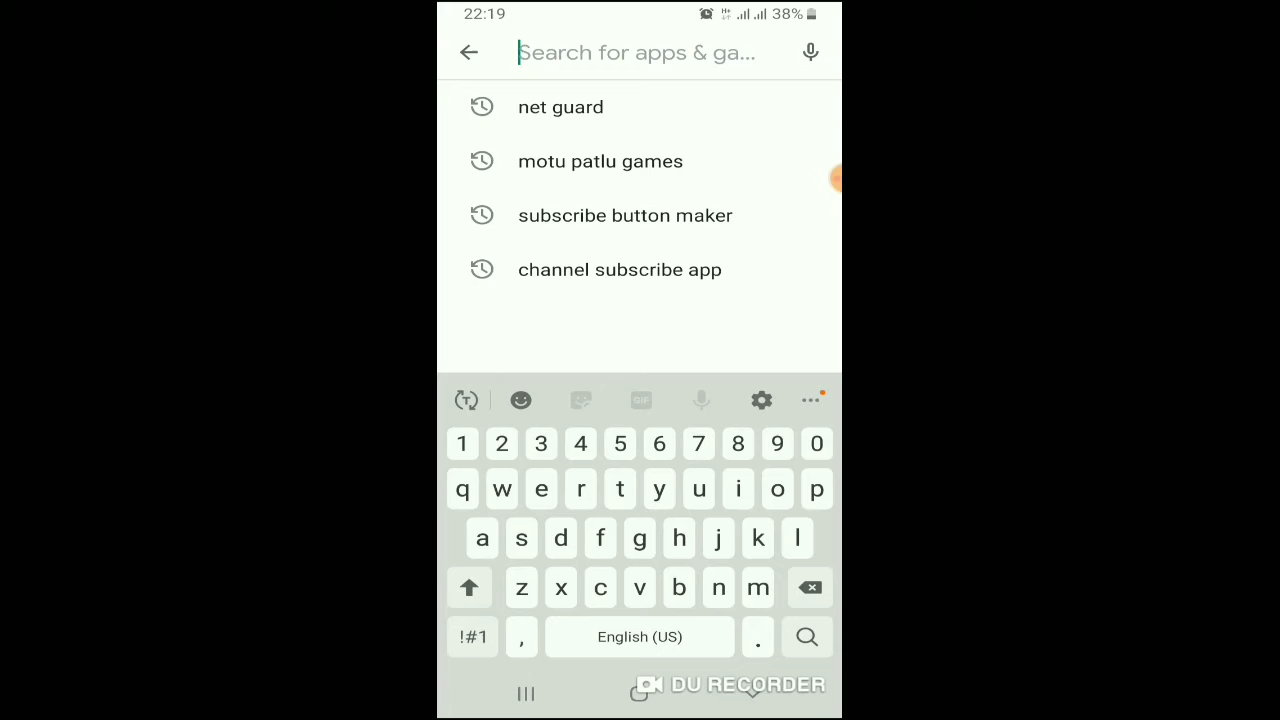 22:19 H+ 38%
Search for apps & ga...
net guard
motu patlu games
subscribe button maker
channel subscribe app
T GIF
1 2 3 4 5 6 7 8 9 0
q w e r t y u i o p
a s d f g h j k l
z x c v b n m
!#1 , English (US) .
DU RECORDER